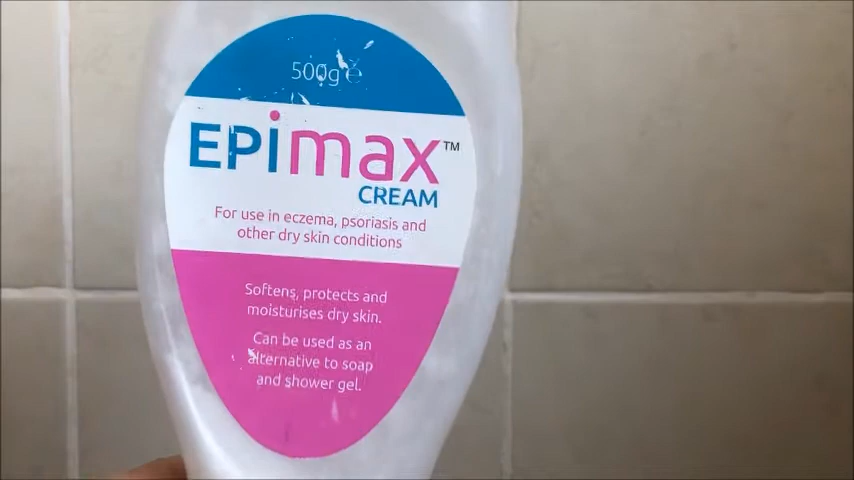 500g ℮
EPimax™
CREAM
For use in eczema, psoriasis and
other dry skin conditions
Softens, protects and
moisturises dry skin.
Can be used as an
alternative to soap
and shower gel.